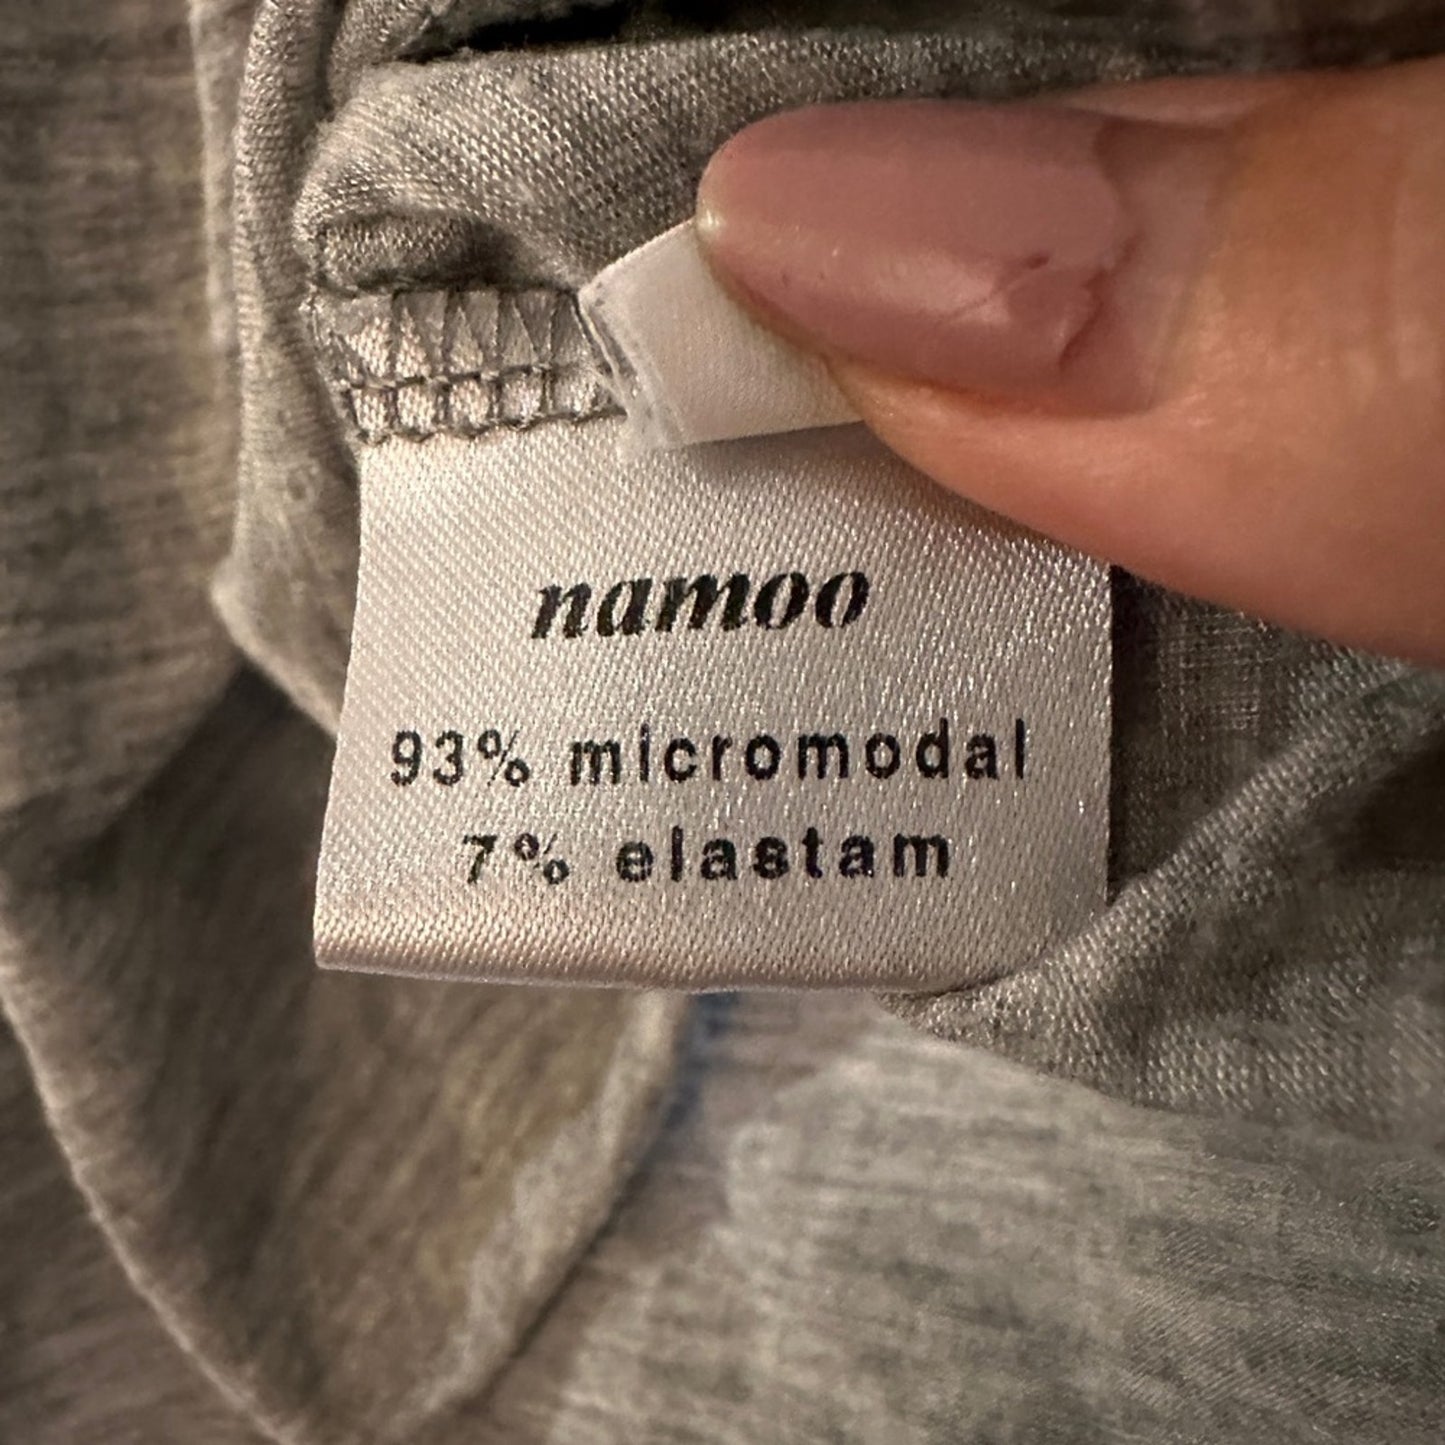 namoo
93% micromodal
7% elastam